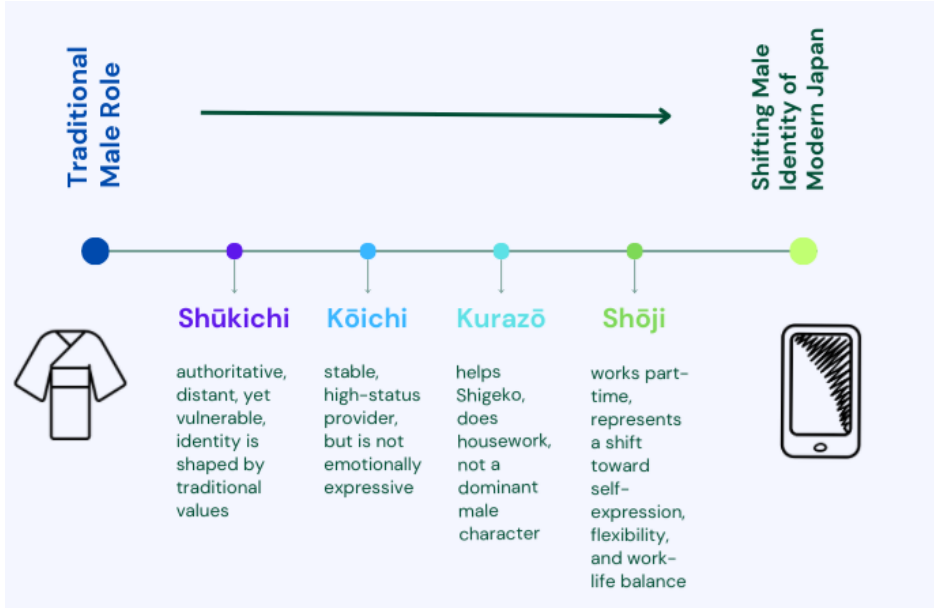 Traditional
Male Role
Shifting Male
Identity of
Modern Japan
Shūkichi
authoritative,
distant, yet
vulnerable,
identity is
shaped by
traditional
values
Kōichi
stable,
high-status
provider,
but is not
emotionally
expressive
Kurazō
helps
Shigeko,
does
housework,
not a
dominant
male
character
Shōji
works part-
time,
represents
a shift
toward
self-
expression,
flexibility,
and work-
life balance